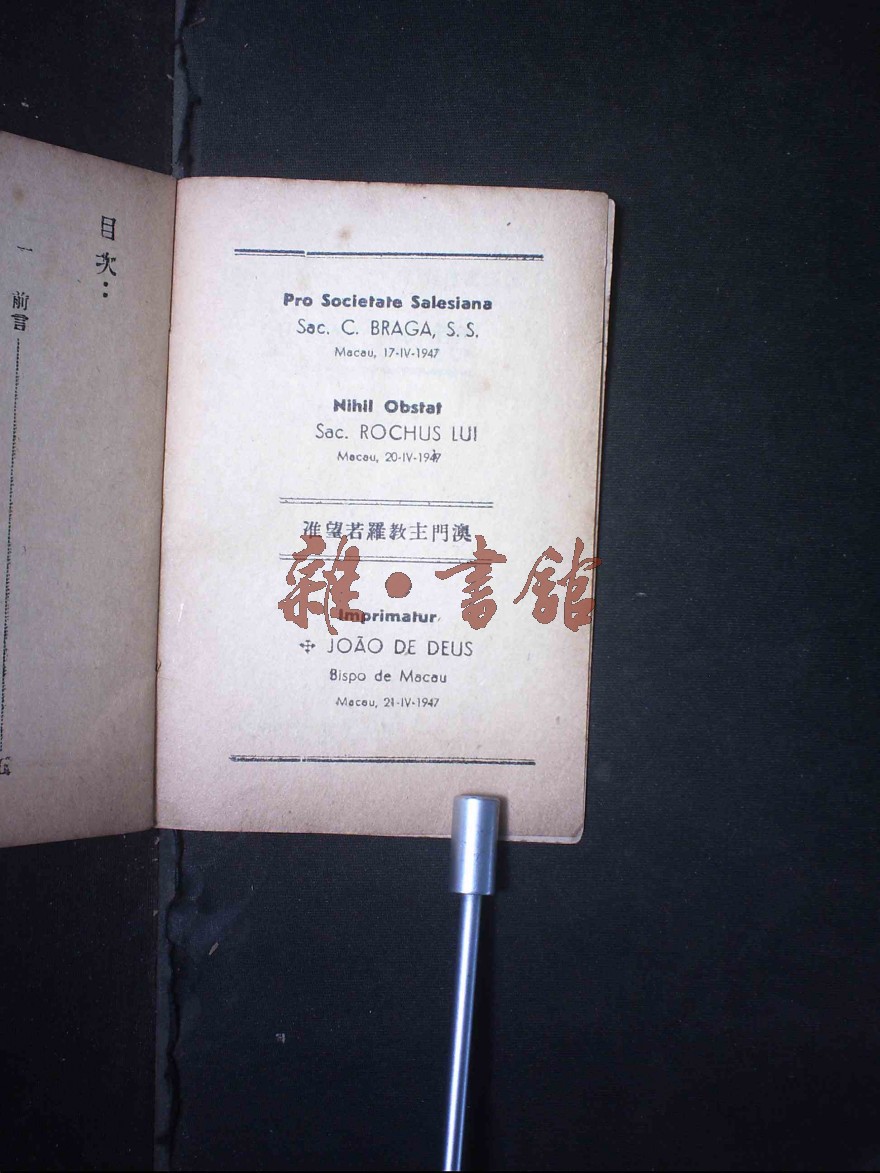 Pro Societate Salesiana
Sac. C. BRAGA, S. S.
Macau, 17-IV-1947
Nihil Obstat
Sac. ROCHUS LUI
Macau, 20-IV-1947
准望若羅教主門澳
雜·書館
Imprimatur
✣ JOÃO DE DEUS
Bispo de Macau
Macau, 21-IV-1947
目次：
一 前言